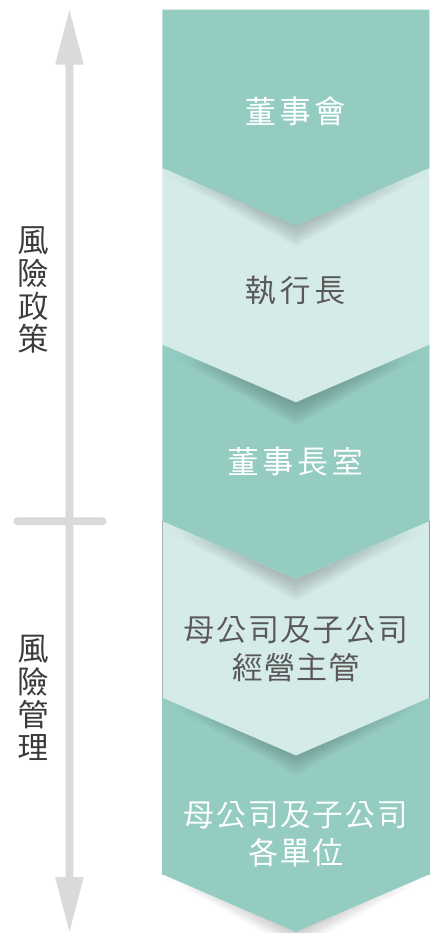 風險政策
風險管理
董事會
執行長
董事長室
母公司及子公司
經營主管
母公司及子公司
各單位